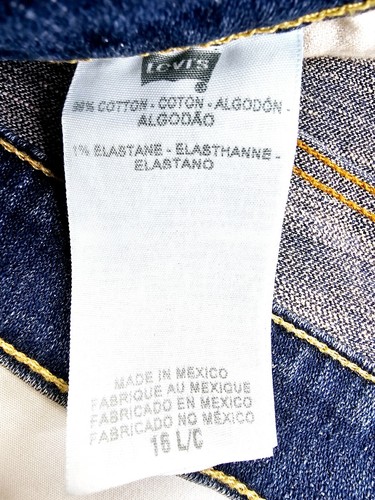 Levi's
99% COTTON - COTON - ALGODÓN -
ALGODÃO
1% ELASTANE - ELASTHANNE -
ELASTANO
MADE IN MEXICO
FABRIQUE AU MEXIQUE
FABRICADO EN MEXICO
FABRICADO NO MÉXICO
16 L/C